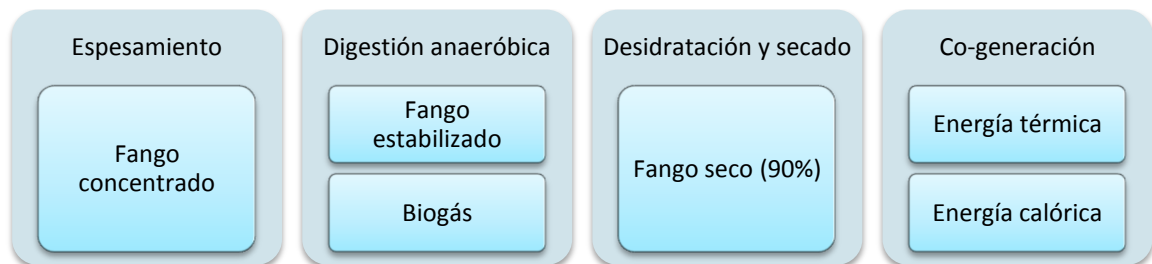 Espesamiento
Fango
concentrado
Digestión anaeróbica
Fango
estabilizado
Biogás
Desidratación y secado
Fango seco (90%)
Co-generación
Energía térmica
Energía calórica